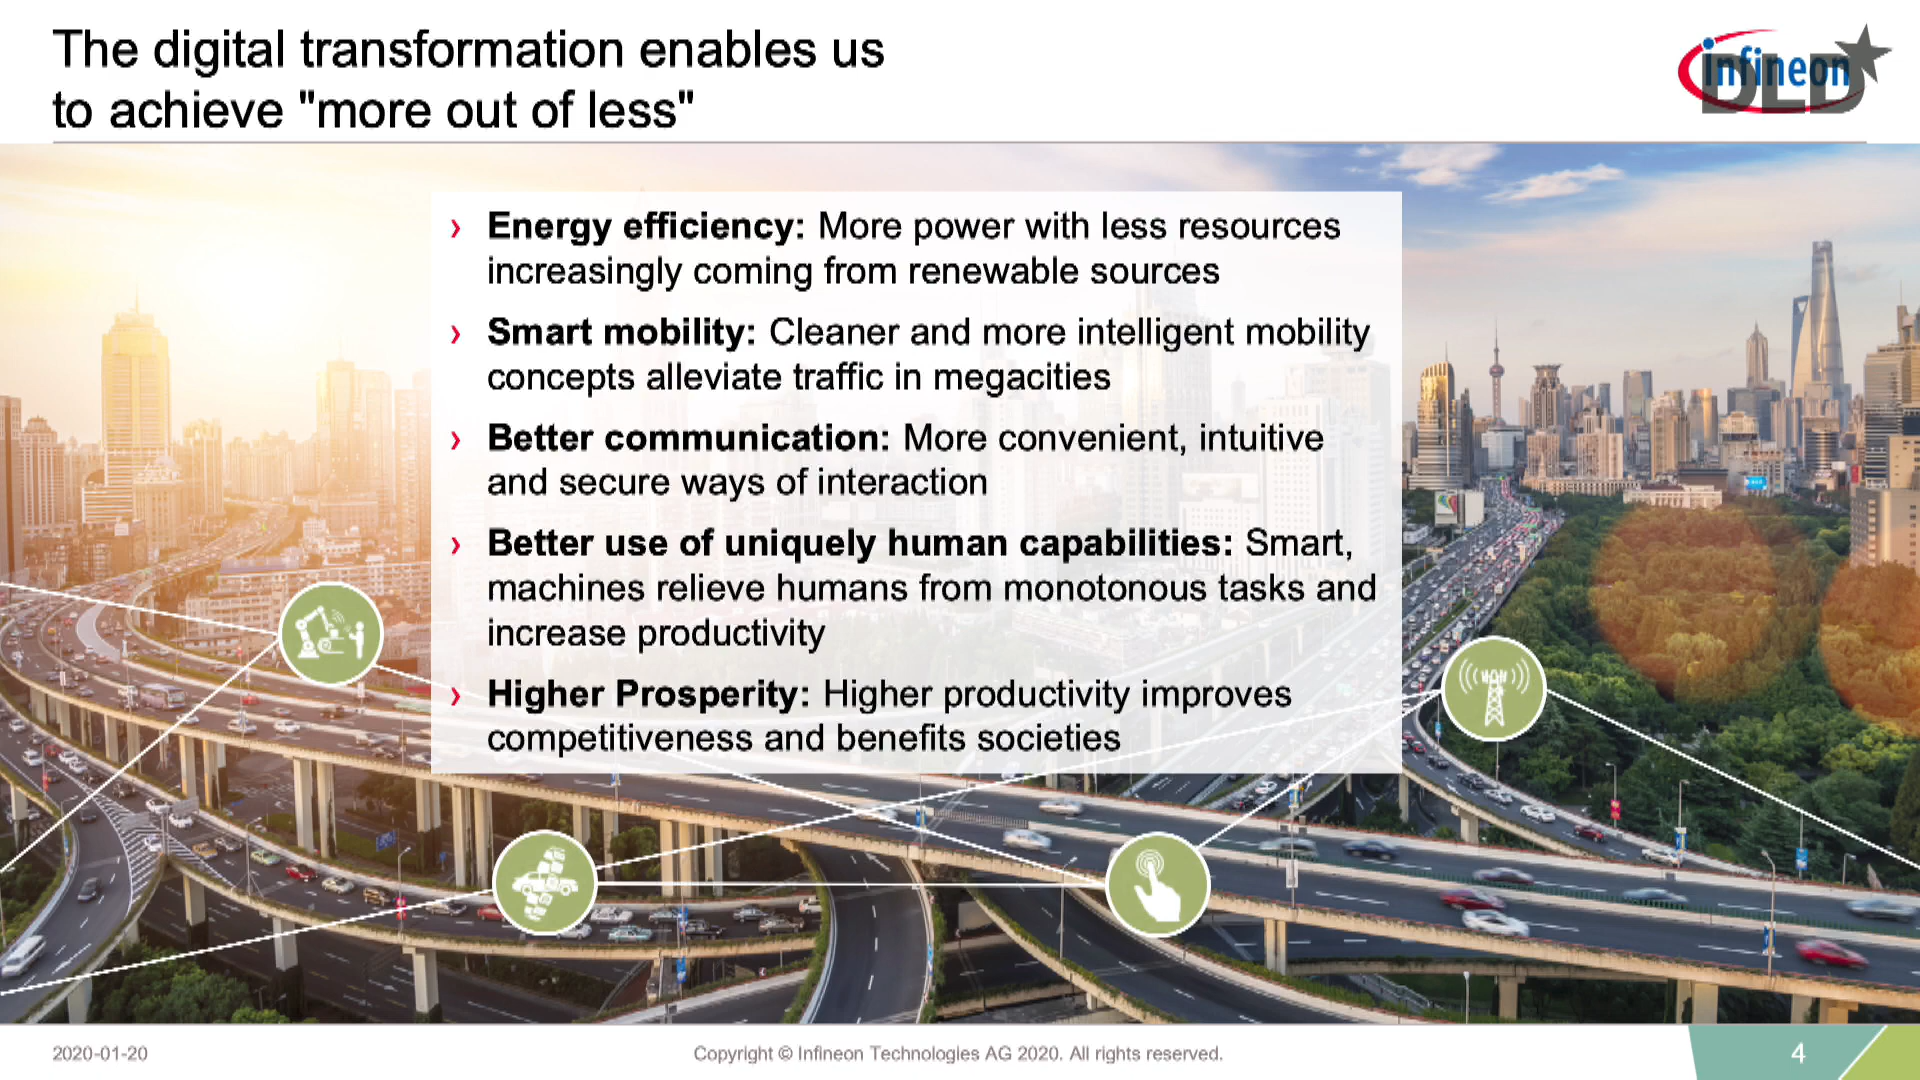 The digital transformation enables us
to achieve "more out of less"
infineon
DLD
› Energy efficiency: More power with less resources
increasingly coming from renewable sources
› Smart mobility: Cleaner and more intelligent mobility
concepts alleviate traffic in megacities
› Better communication: More convenient, intuitive
and secure ways of interaction
› Better use of uniquely human capabilities: Smart,
machines relieve humans from monotonous tasks and
increase productivity
› Higher Prosperity: Higher productivity improves
competitiveness and benefits societies
2020-01-20
Copyright © Infineon Technologies AG 2020. All rights reserved.
4